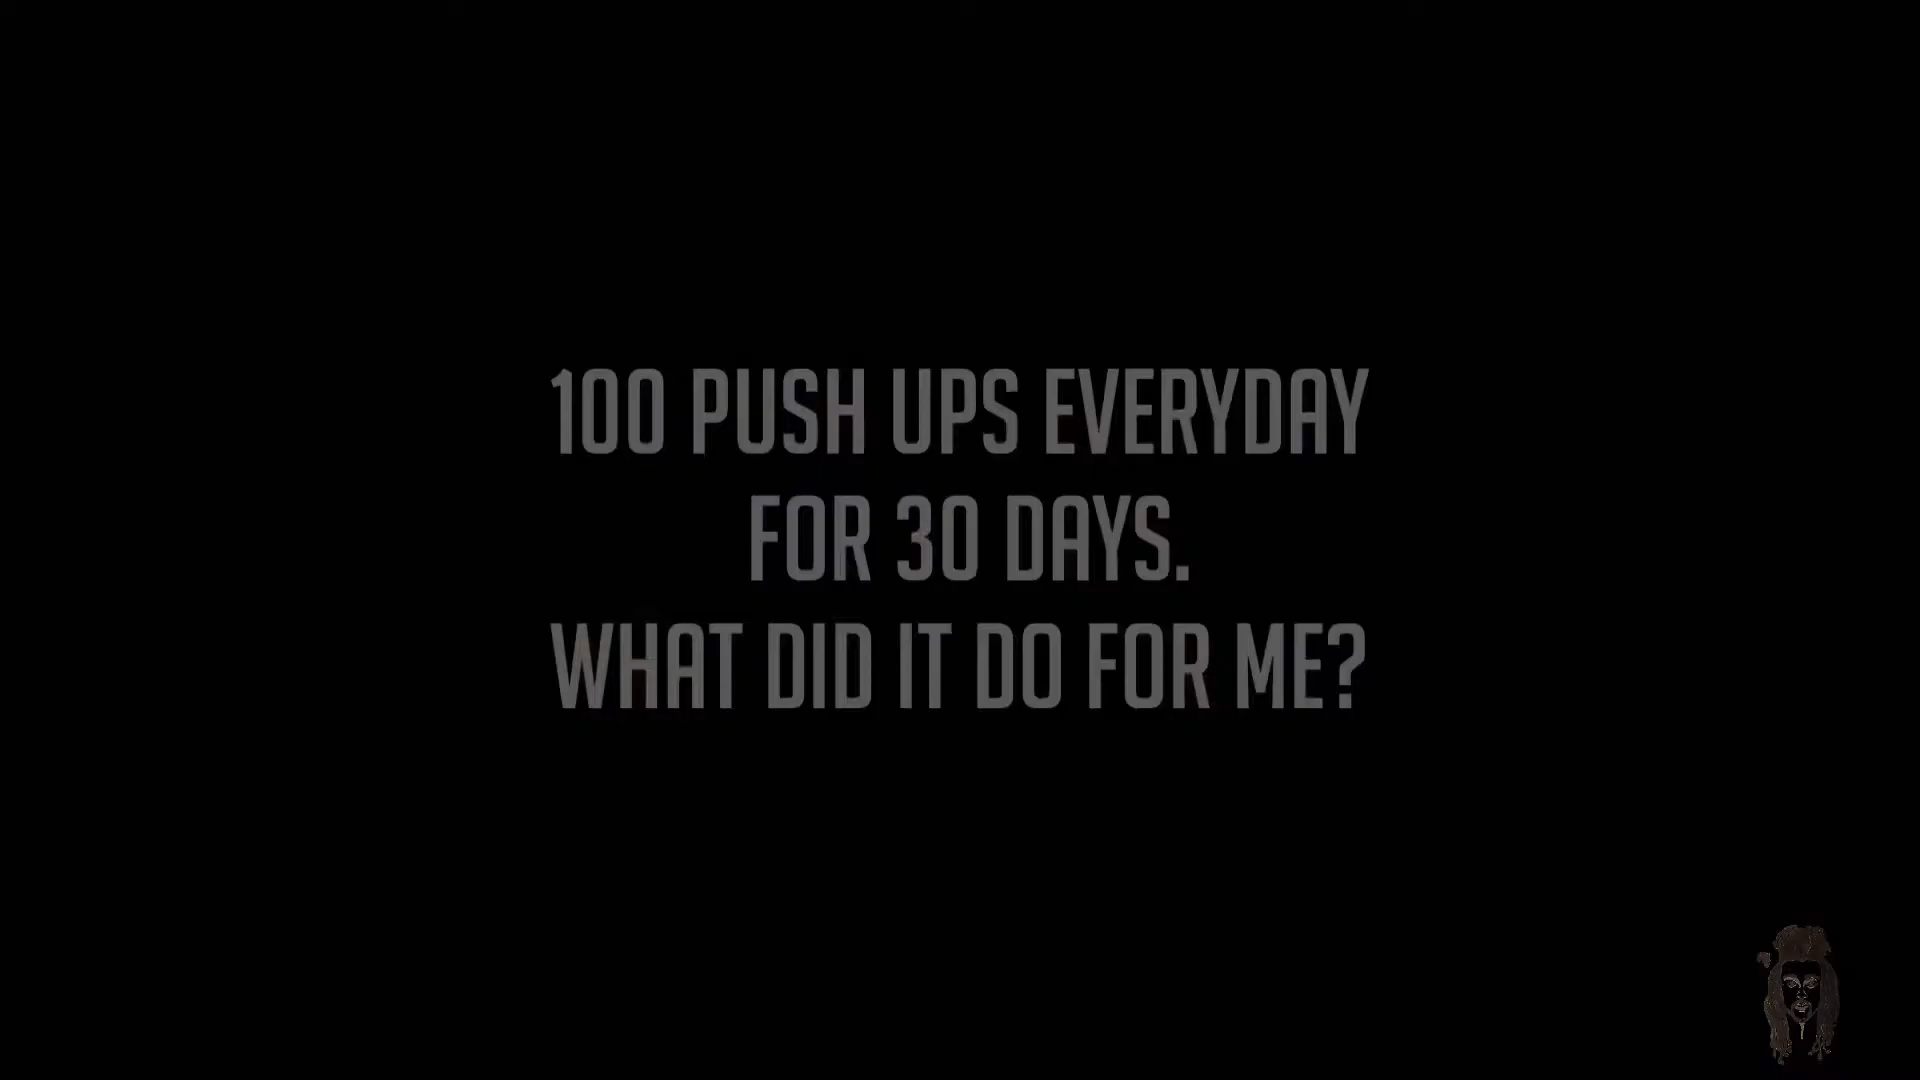 100 PUSH UPS EVERYDAY
FOR 30 DAYS.
WHAT DID IT DO FOR ME?